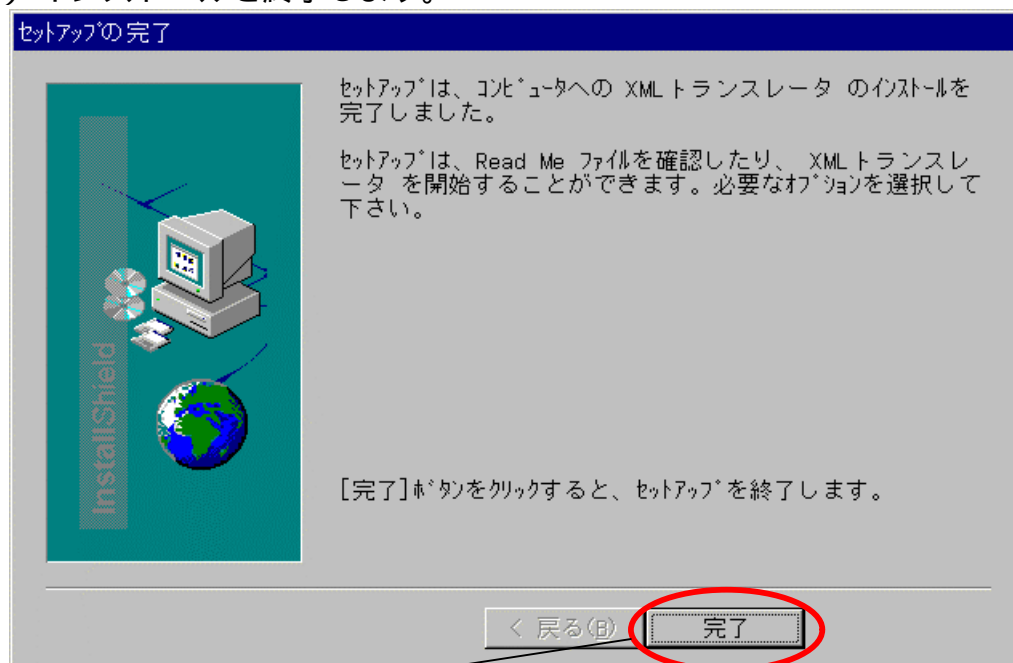 セットアップの完了
ｾｯﾄｱｯﾌﾟは、ｺﾝﾋﾟｭｰﾀへの XMLトランスレータ のｲﾝｽﾄｰﾙを
完了しました。
ｾｯﾄｱｯﾌﾟは、Read Me ﾌｧｲﾙを確認したり、 XMLトランスレ
ータ を開始することができます。必要なｵﾌﾟｼｮﾝを選択して
下さい。
InstallShield
[完了]ﾎﾞﾀﾝをｸﾘｯｸすると、ｾｯﾄｱｯﾌﾟを終了します。
< 戻る(B)
完了